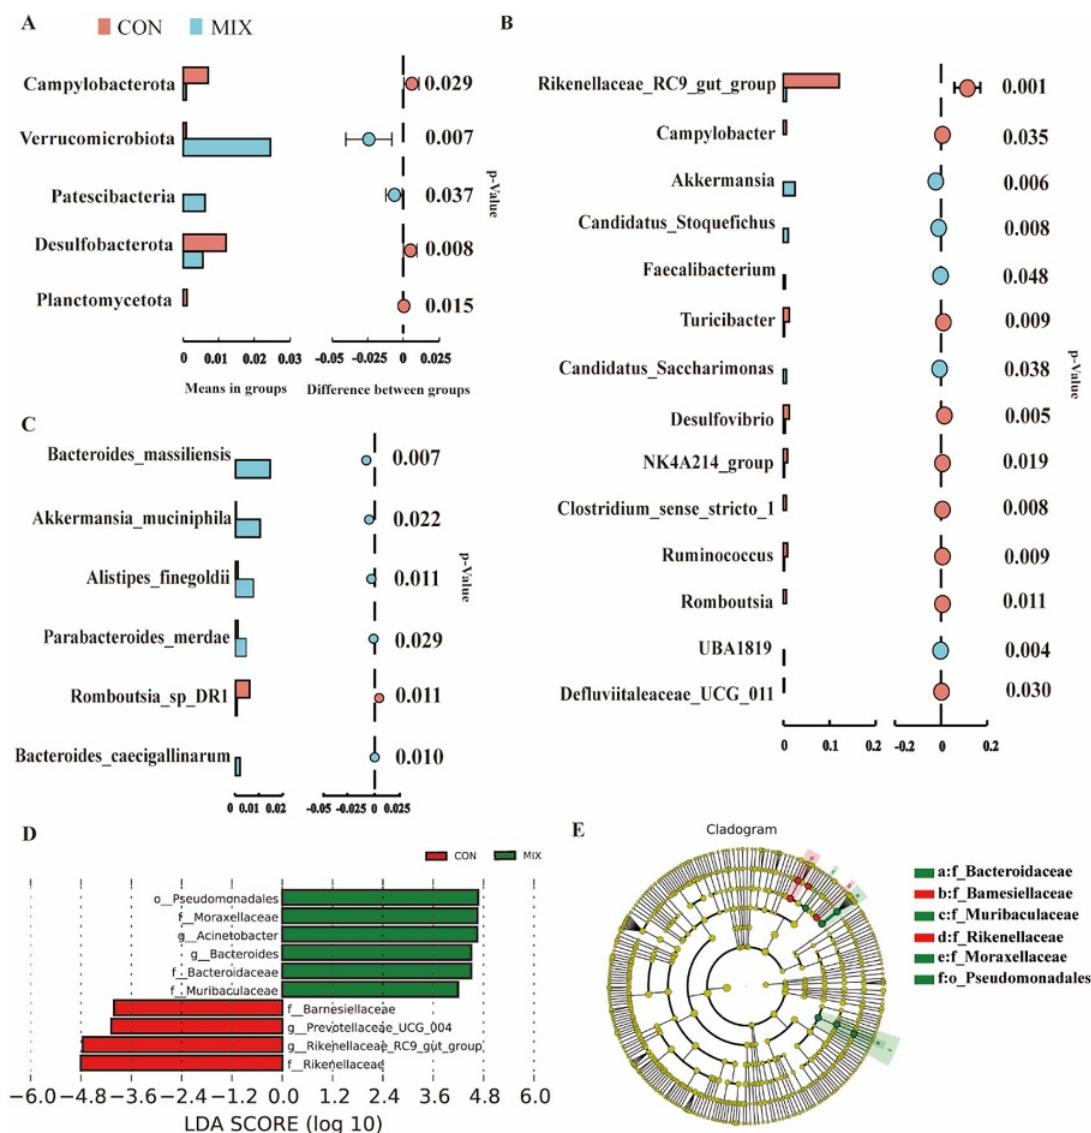 A
CON
MIX
Campylobacterota
0.029
Verrucomicrobiota
0.007
Patescibacteria
0.037
Desulfobacterota
0.008
Planctomycetota
0.015
p-Value
0 0.01 0.02 0.03
-0.05 -0.025 0 0.025
Means in groups
Difference between groups
B
Rikenellaceae_RC9_gut_group
0.001
Campylobacter
0.035
Akkermansia
0.006
Candidatus_Stoquefichus
0.008
Faecalibacterium
0.048
Turicibacter
0.009
Candidatus_Saccharimonas
0.038
Desulfovibrio
0.005
NK4A214_group
0.019
Clostridium_sense_stricto_1
0.008
Ruminococcus
0.009
Romboutsia
0.011
UBA1819
0.004
Defluviitaleaceae_UCG_011
0.030
p-Value
0 0.1 0.2
-0.2 0 0.2
C
Bacteroides_massiliensis
0.007
Akkermansia_muciniphila
0.022
Alistipes_finegoldii
0.011
Parabacteroides_merdae
0.029
Romboutsia_sp_DR1
0.011
Bacteroides_caecigallinarum
0.010
p-Value
0 0.01 0.02
-0.05 -0.025 0 0.025
D
CON
MIX
o__Pseudomonadales
f__Moraxellaceae
g__Acinetobacter
g__Bacteroides
f__Bacteroidaceae
f__Muribaculaceae
f__Barnesiellaceae
g__Prevotellaceae_UCG_004
g__Rikenellaceae_RC9_gut_group
f__Rikenellaceae
−6.0 −4.8 −3.6 −2.4 −1.2 0.0 1.2 2.4 3.6 4.8 6.0
LDA SCORE (log 10)
E
Cladogram
a:f_Bacteroidaceae
b:f_Bamesiellaceae
c:f_Muribaculaceae
d:f_Rikenellaceae
e:f_Moraxellaceae
f:o_Pseudomonadales